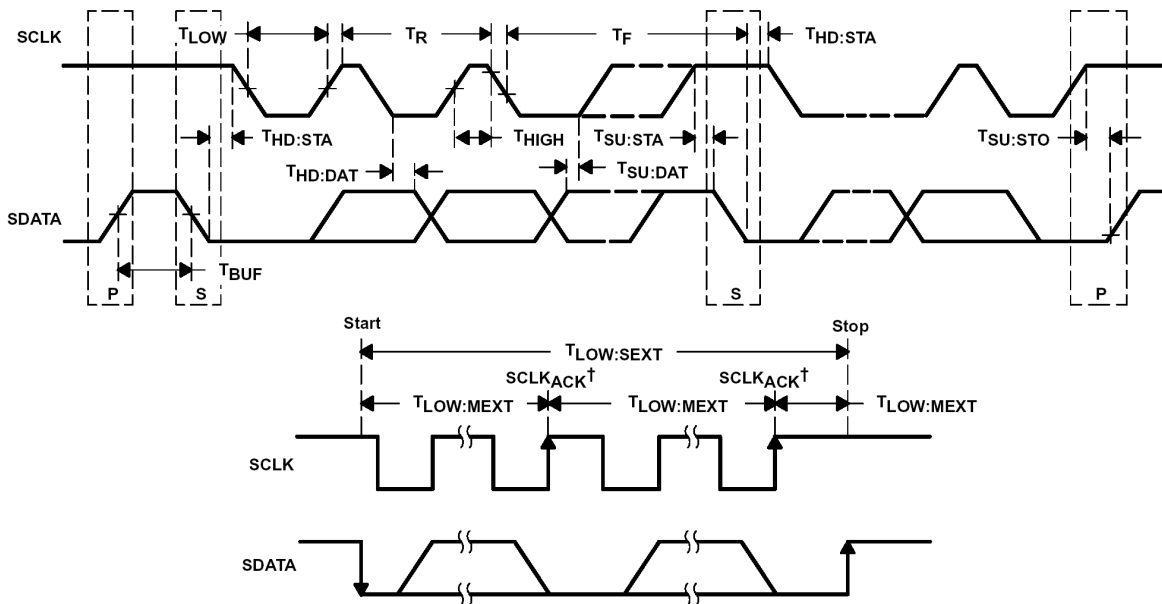 SCLK TLOW TR TF THD:STA
THD:STA THIGH TSU:STA TSU:STO
THD:DAT TSU:DAT
SDATA
TBUF
P S S P
Start Stop
TLOW:SEXT
SCLKACK† SCLKACK†
TLOW:MEXT TLOW:MEXT TLOW:MEXT
SCLK
SDATA